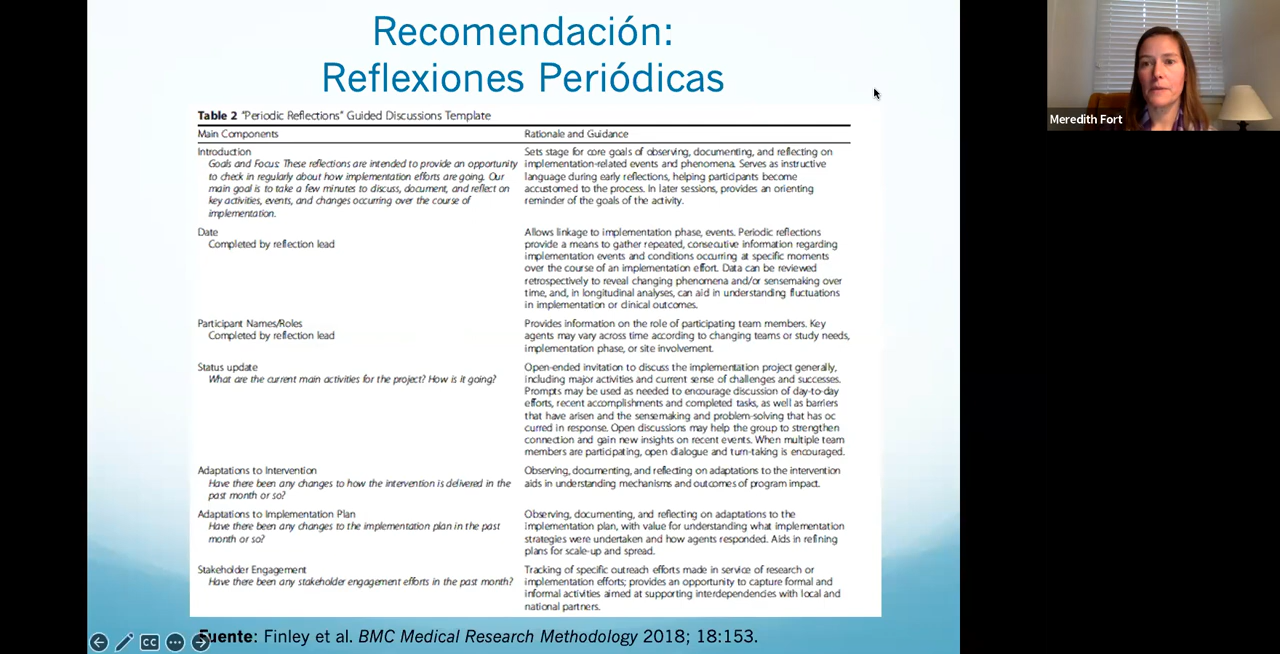 Recomendación:
Reflexiones Periódicas
Table 2 "Periodic Reflections" Guided Discussions Template
Main Components
Rationale and Guidance
Introduction
Goals and Focus: These reflections are intended to provide an opportunity
to check in regularly about how implementation efforts are going. Our
main goal is to take a few minutes to discuss, document, and reflect on
key activities, events, and changes occurring over the course of
implementation.
Sets stage for core goals of observing, documenting, and reflecting on
implementation-related events and phenomena. Serves as instructive
language during early reflections, helping participants become
accustomed to the process. In later sessions, provides an orienting
reminder of the goals of the activity.
Date
Completed by reflection lead
Allows linkage to implementation phase, events. Periodic reflections
provide a means to gather repeated, consecutive information regarding
implementation events and conditions occurring at specific moments
over the course of an implementation effort. Data can be reviewed
retrospectively to reveal changing phenomena and/or sensemaking over
time, and, in longitudinal analyses, can aid in understanding fluctuations
in implementation or clinical outcomes.
Participant Names/Roles
Completed by reflection lead
Provides information on the role of participating team members. Key
agents may vary across time according to changing teams or study needs,
implementation phase, or site involvement.
Status update
What are the current main activities for the project? How is it going?
Open-ended invitation to discuss the implementation project generally,
including major activities and current sense of challenges and successes.
Prompts may be used as needed to encourage discussion of day-to-day
efforts, recent accomplishments and completed tasks, as well as barriers
that have arisen and the sensemaking and problem-solving that has oc
curred in response. Open discussions may help the group to strengthen
connection and gain new insights on recent events. When multiple team
members are participating, open dialogue and turn-taking is encouraged.
Adaptations to Intervention
Have there been any changes to how the intervention is delivered in the
past month or so?
Observing, documenting, and reflecting on adaptations to the intervention
aids in understanding mechanisms and outcomes of program impact.
Adaptations to Implementation Plan
Have there been any changes to the implementation plan in the past
month or so?
Observing, documenting, and reflecting on adaptations to the
implementation plan, with value for understanding what implementation
strategies were undertaken and how agents responded. Aids in refining
plans for scale-up and spread.
Stakeholder Engagement
Have there been any stakeholder engagement efforts in the past month?
Tracking of specific outreach efforts made in service of research or
implementation efforts; provides an opportunity to capture formal and
informal activities aimed at supporting interdependencies with local and
national partners.
Fuente: Finley et al. BMC Medical Research Methodology 2018; 18:153.
CC
Meredith Fort